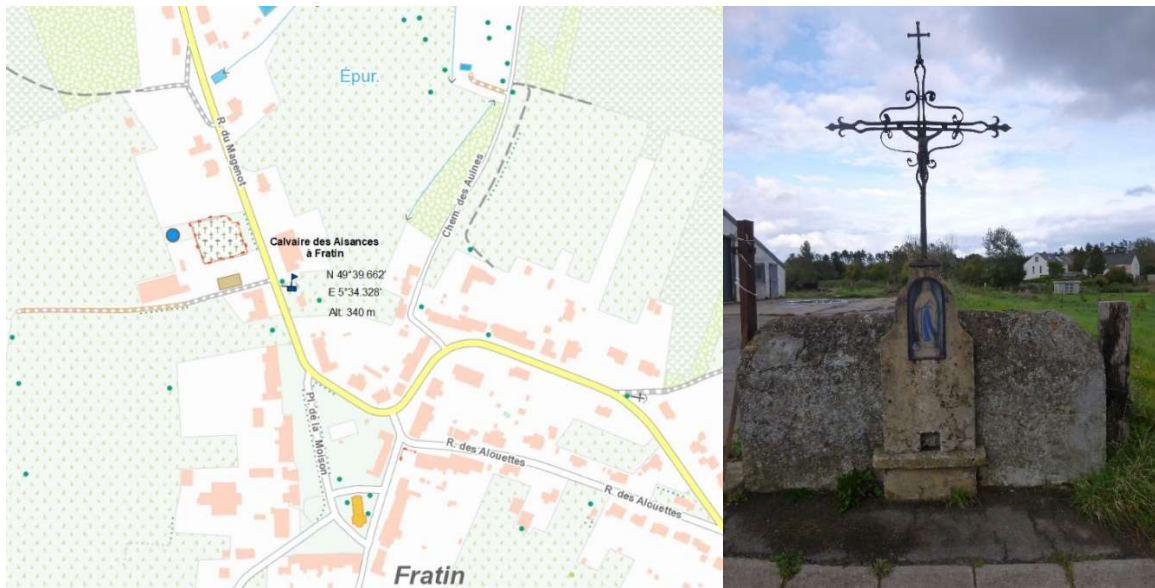 Épur.
R. du Magenot
Chem. des Aulnes
Calvaire des Aisances
à Fratin
N 49°39.662'
E 5°34.328'
Alt. 340 m
Pl. de la Moison
R. des Alouettes
R. des Alouettes
Fratin